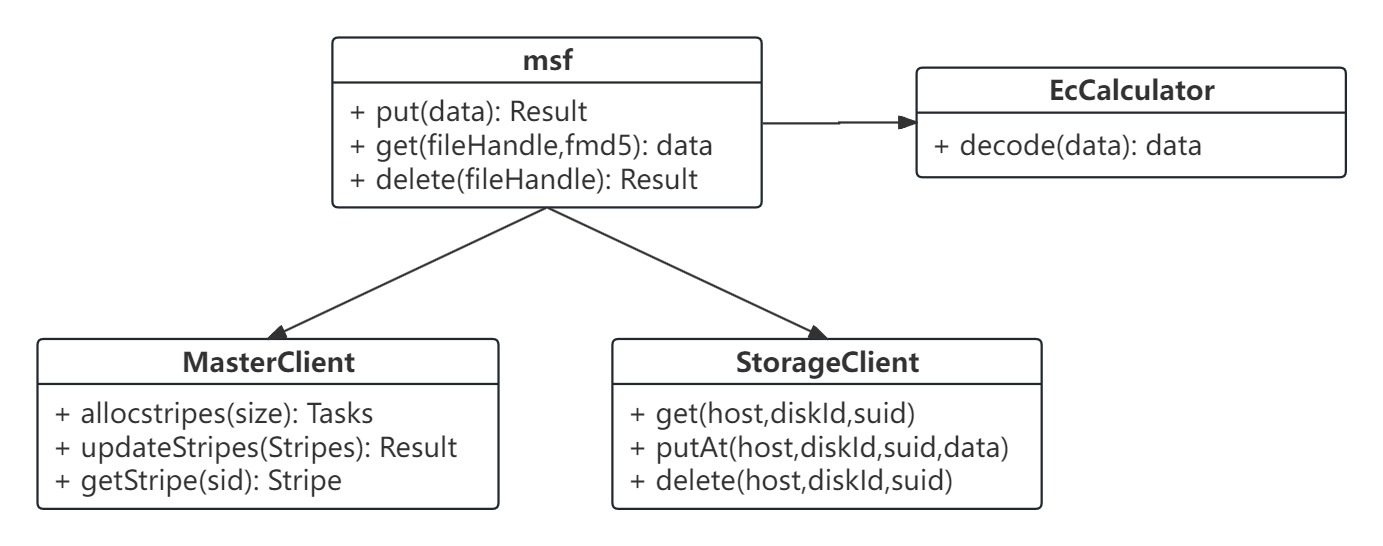 msf
+ put(data): Result
+ get(fileHandle,fmd5): data
+ delete(fileHandle): Result
EcCalculator
+ decode(data): data
MasterClient
+ allocstripes(size): Tasks
+ updateStripes(Stripes): Result
+ getStripe(sid): Stripe
StorageClient
+ get(host,diskId,suid)
+ putAt(host,diskId,suid,data)
+ delete(host,diskId,suid)